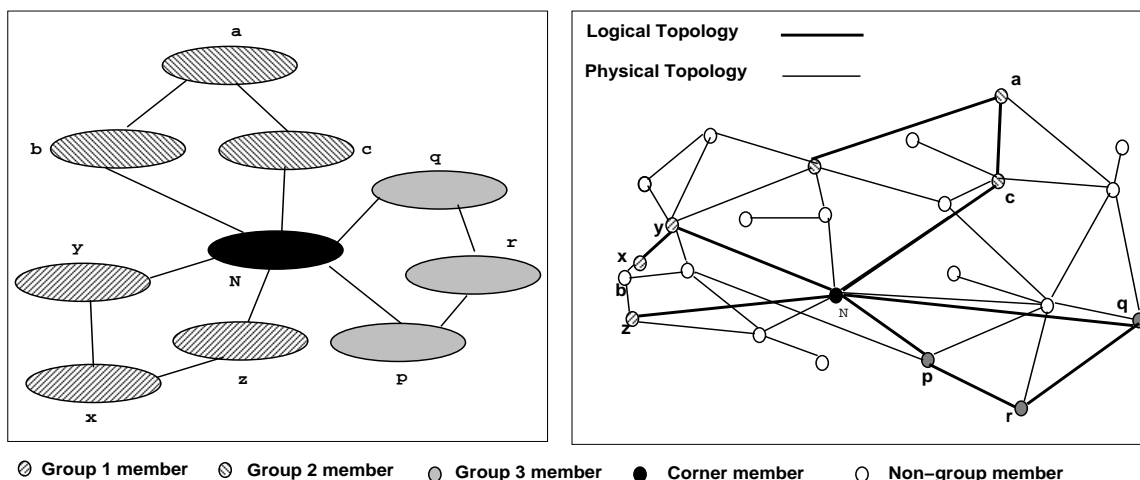 a
b
c
q
r
y
N
p
z
x
Logical Topology
Physical Topology
a
c
y
x
b
N
q
z
p
r
Group 1 member
Group 2 member
Group 3 member
Corner member
Non−group member